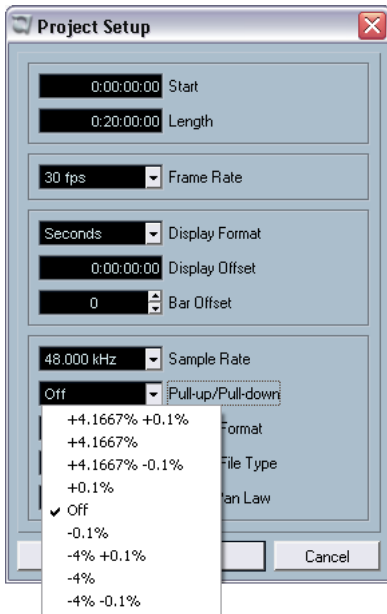 Project Setup
0:00:00:00 Start
0:20:00:00 Length
30 fps Frame Rate
Seconds Display Format
0:00:00:00 Display Offset
0 Bar Offset
48.000 kHz Sample Rate
Off Pull-up/Pull-down
+4.1667% +0.1%
Format
+4.1667%
+4.1667% -0.1%
File Type
+0.1%
an Law
Off
-0.1%
-4% +0.1%
Cancel
-4%
-4% -0.1%